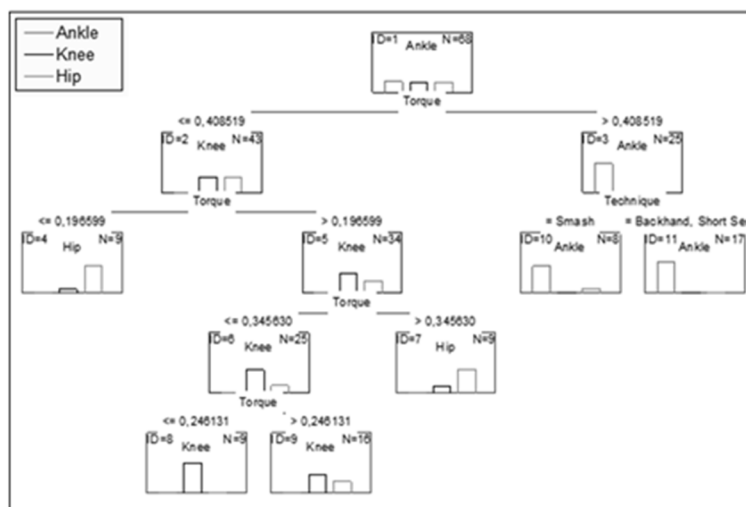 Ankle
Knee
Hip
ID=1 N=68
Ankle
Torque
<= 0,408519 > 0,408519
ID=2 N=43 ID=3 N=25
Knee Ankle
Torque Technique
<= 0,196599 > 0,196599 = Smash = Backhand, Short Se
ID=4 N=9 ID=5 N=34 ID=10 N=8 ID=11 N=17
Hip Knee Ankle Ankle
Torque
<= 0,345630 > 0,345630
ID=6 N=25 ID=7 N=9
Knee Hip
Torque
<= 0,246131 > 0,246131
ID=8 N=9 ID=9 N=16
Knee Knee